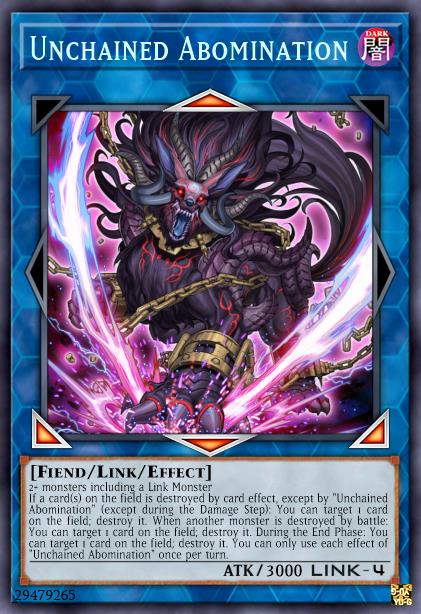 UNCHAINED ABOMINATION
DARK
闇
[FIEND/LINK/EFFECT]
2+ monsters including a Link Monster
If a card(s) on the field is destroyed by card effect, except by "Unchained
Abomination" (except during the Damage Step): You can target 1 card
on the field; destroy it. When another monster is destroyed by battle:
You can target 1 card on the field; destroy it. During the End Phase: You
can target 1 card on the field; destroy it. You can only use each effect of
"Unchained Abomination" once per turn.
ATK/3000 LINK-4
29479265